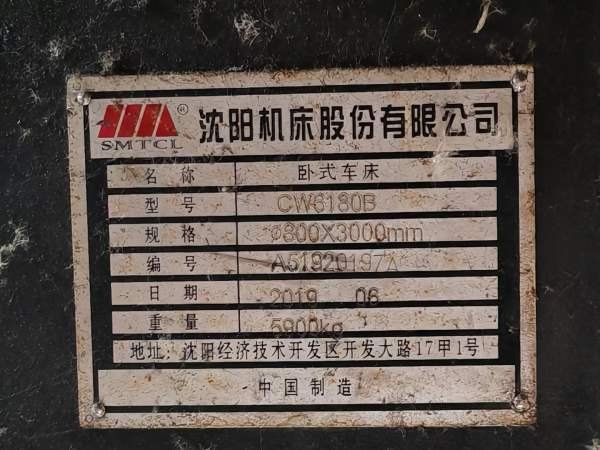 SMTCL ® 沈阳机床股份有限公司
名称 卧式车床
型号 CW6180B
规格 ø800X3000mm
编号 A51920197A
日期 2019 06
重量 5900kg
地址: 沈阳经济技术开发区开发大路17甲1号
中国制造